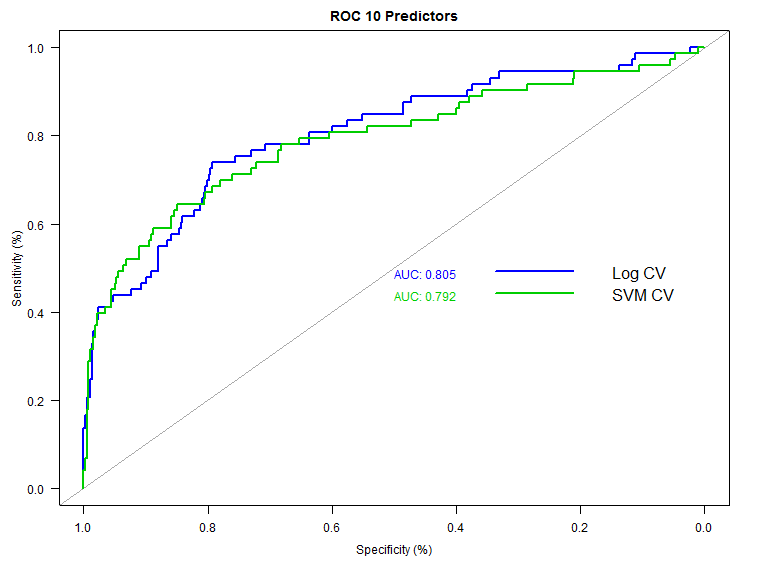 ROC 10 Predictors
Sensitivity (%)
1.0
0.8
0.6
0.4
0.2
0.0
AUC: 0.805
Log CV
AUC: 0.792
SVM CV
1.0 0.8 0.6 0.4 0.2 0.0
Specificity (%)